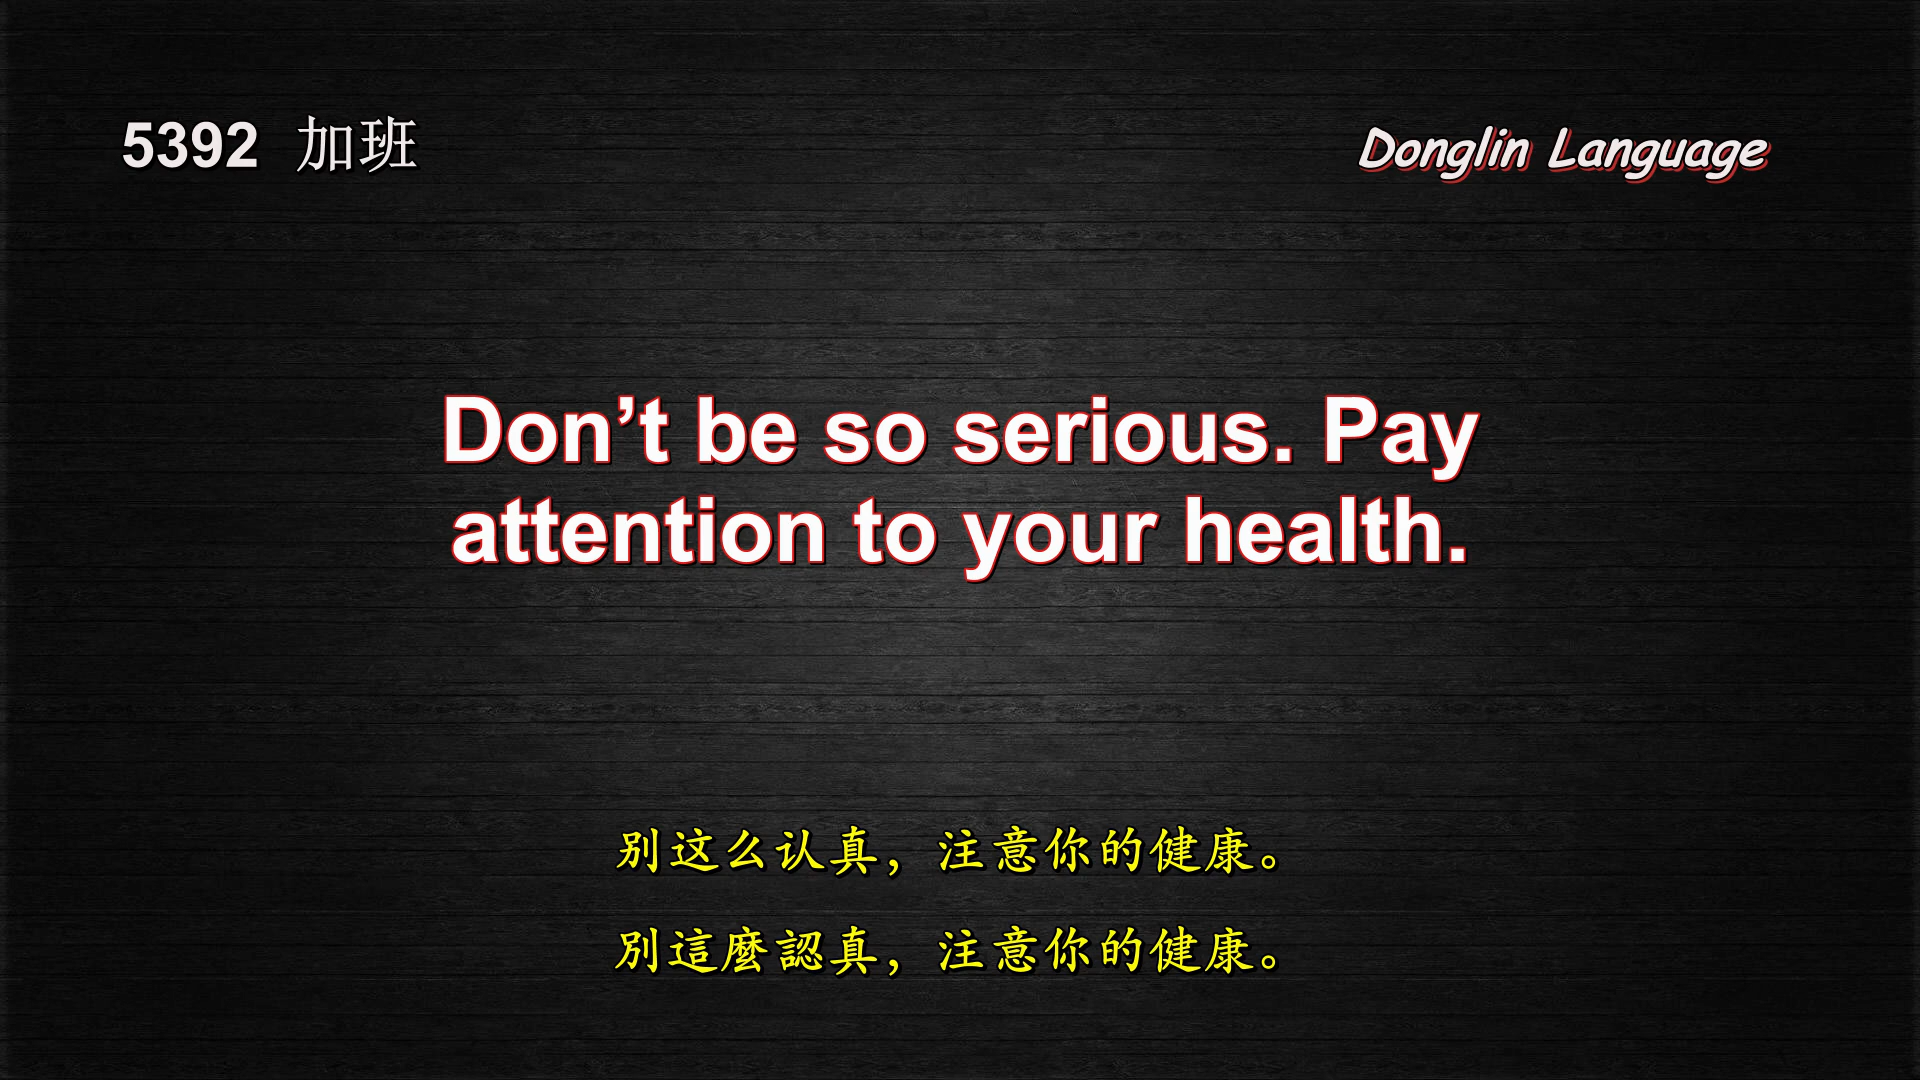 5392 加班
Donglin Language
Don’t be so serious. Pay
attention to your health.
别这么认真，注意你的健康。
別這麼認真，注意你的健康。